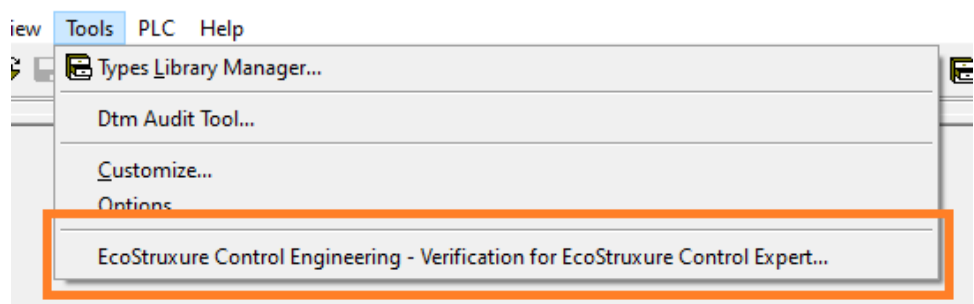 iew Tools PLC Help
Types Library Manager...
Dtm Audit Tool...
Customize...
Options
EcoStruxure Control Engineering - Verification for EcoStruxure Control Expert...